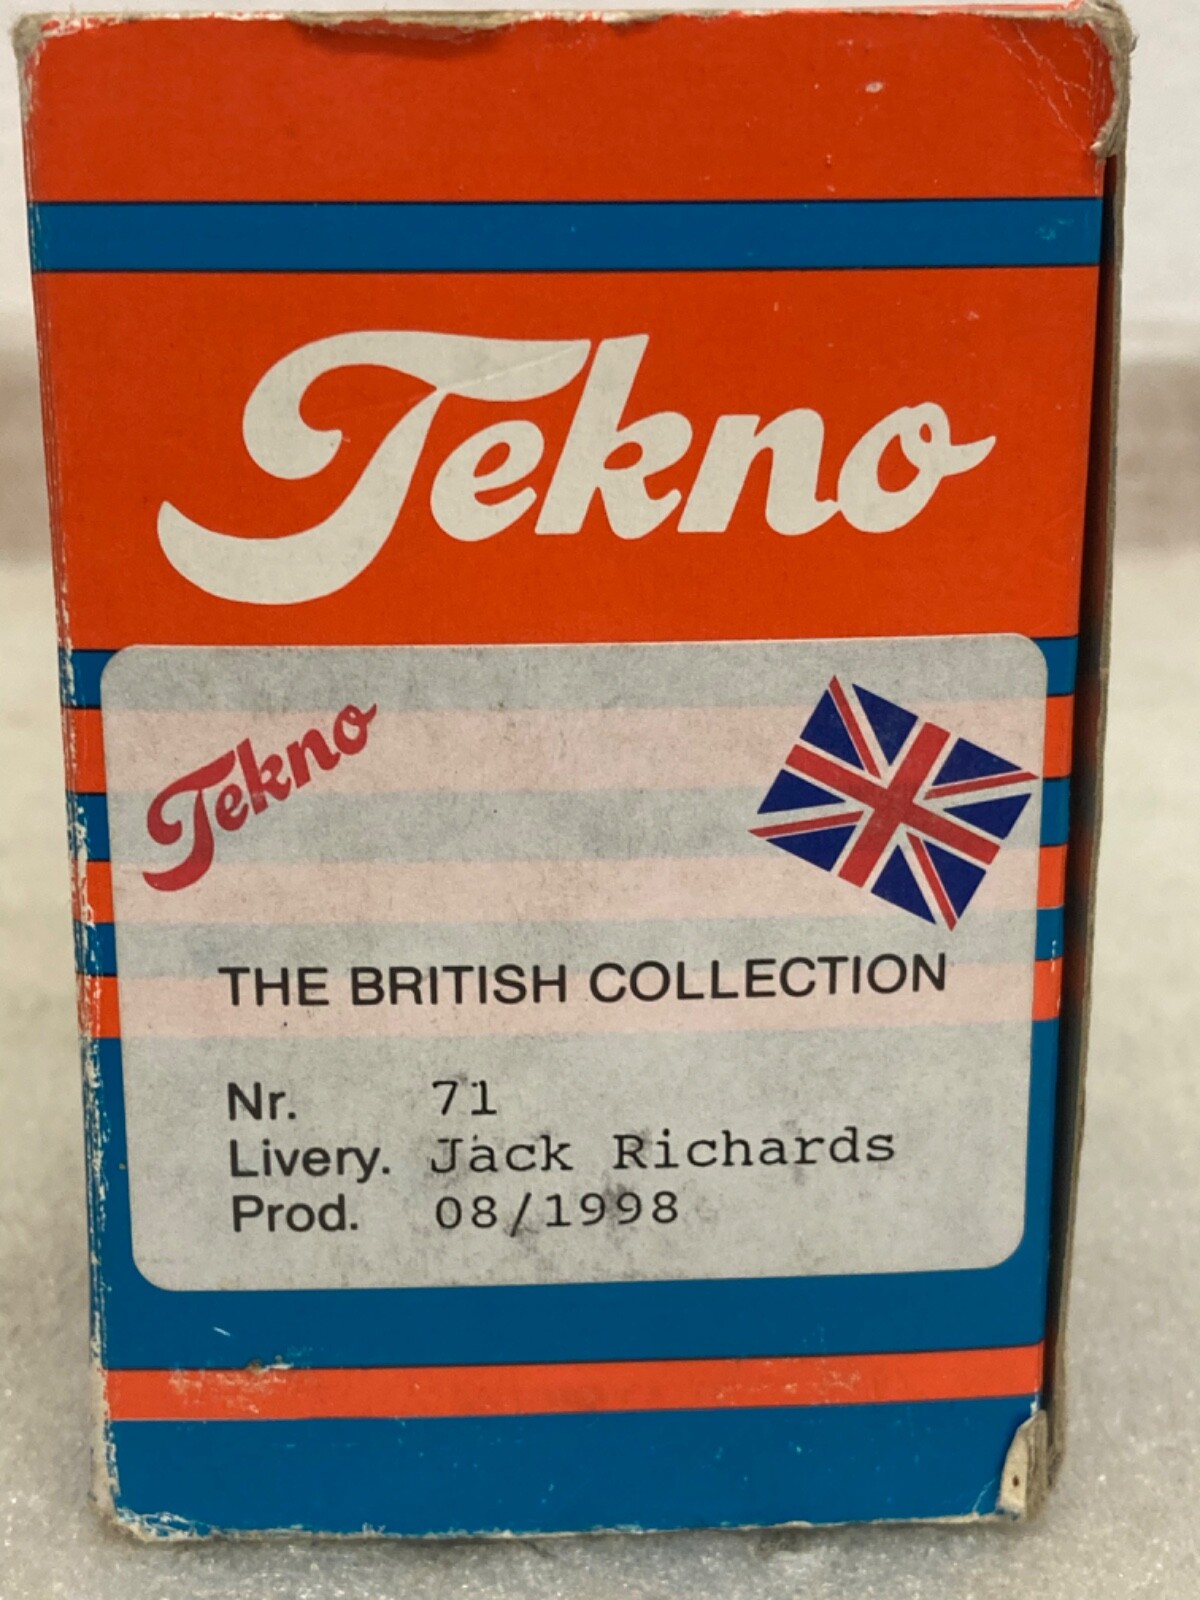 Tekno
Tekno
THE BRITISH COLLECTION
Nr. 71
Livery. Jack Richards
Prod. 08/1998